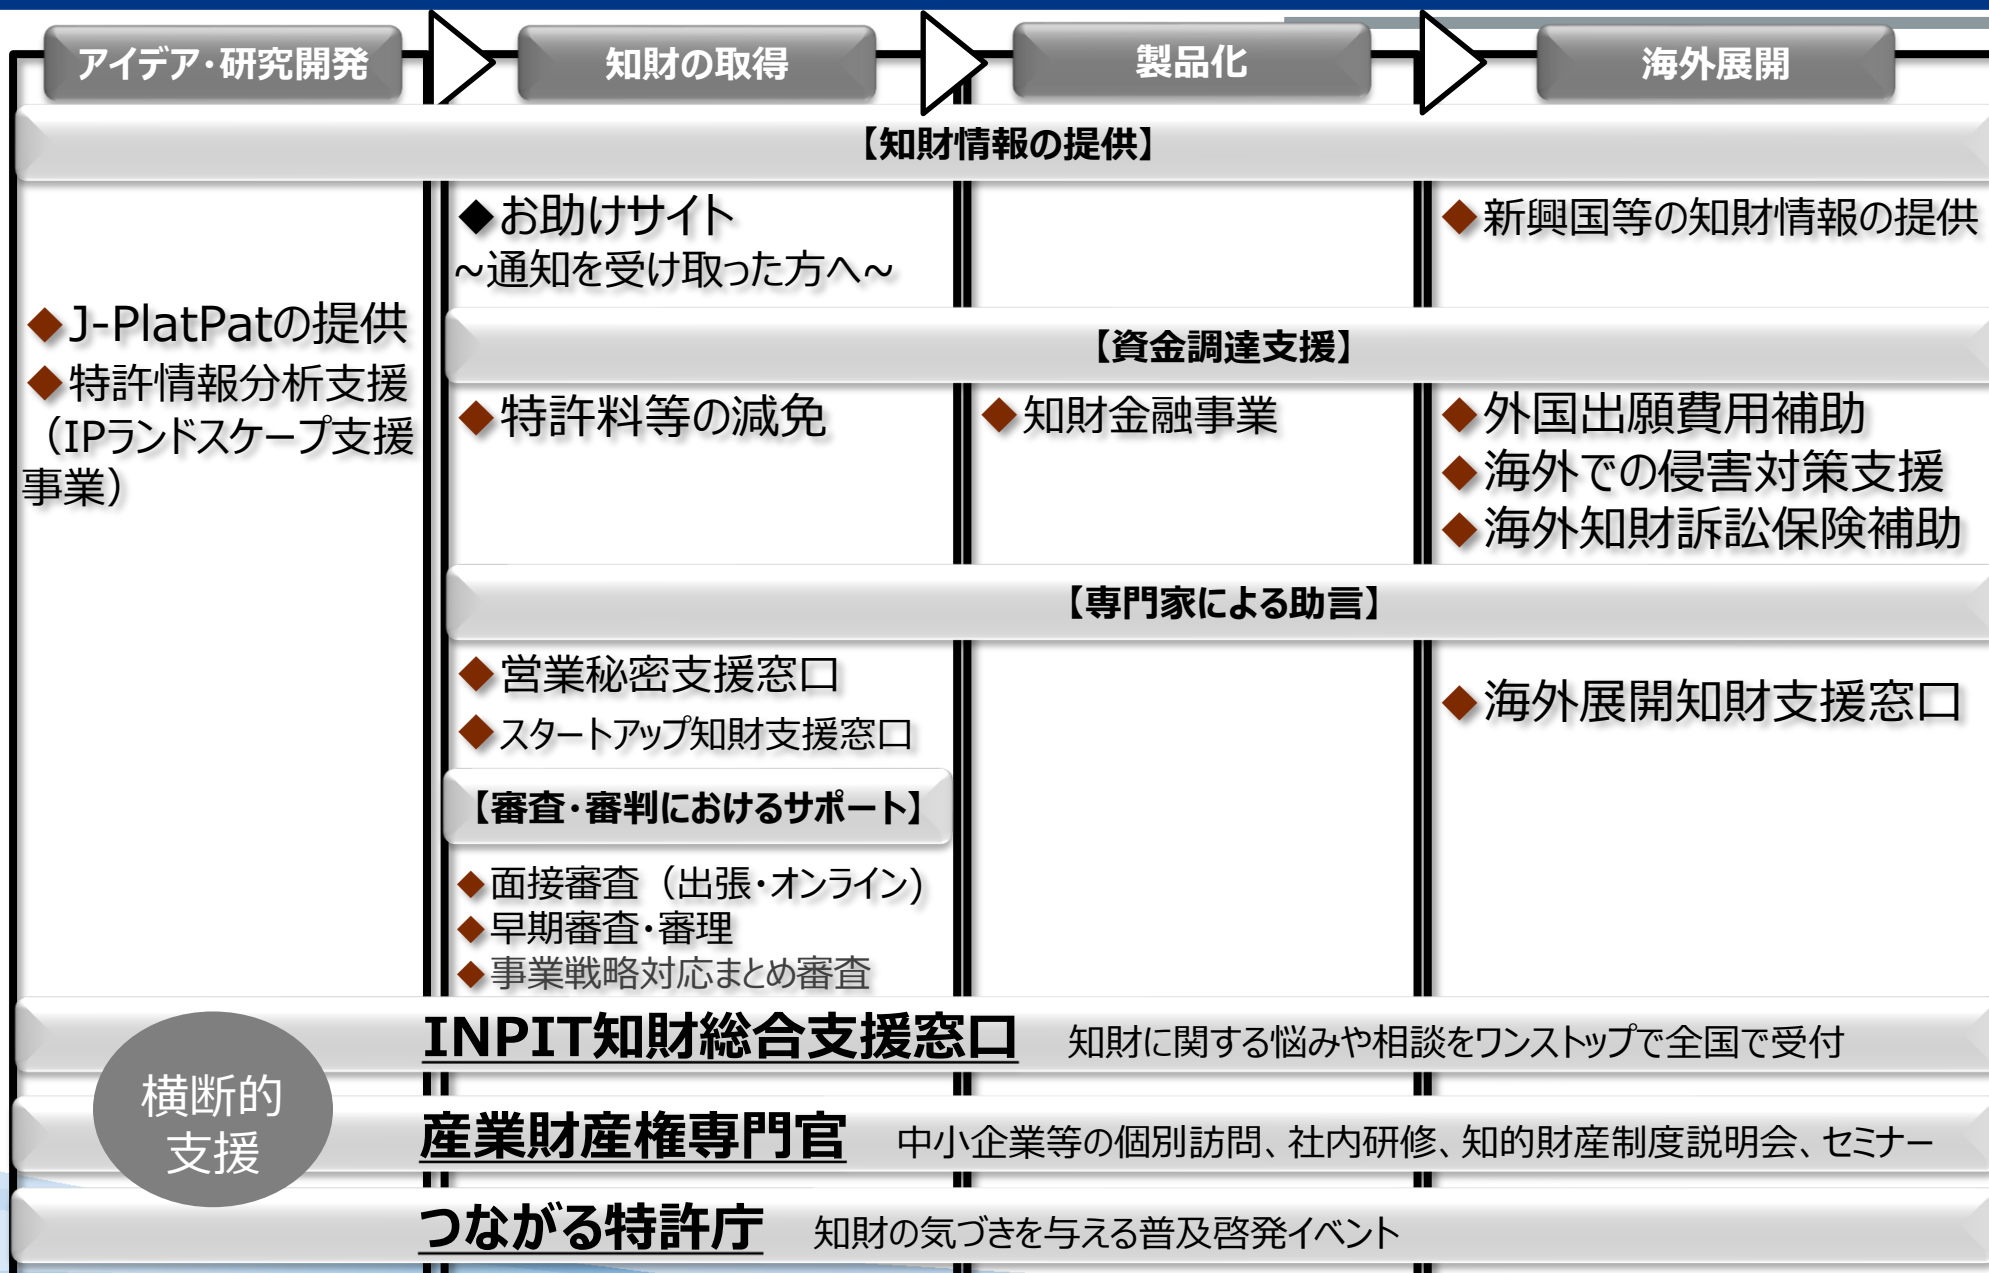 アイデア・研究開発
知財の取得
製品化
海外展開
【知財情報の提供】
◆お助けサイト
~通知を受け取った方へ~
◆新興国等の知財情報の提供
◆J-PlatPatの提供
◆特許情報分析支援
（IPランドスケープ支援
事業）
【資金調達支援】
◆特許料等の減免
◆知財金融事業
◆外国出願費用補助
◆海外での侵害対策支援
◆海外知財訴訟保険補助
【専門家による助言】
◆営業秘密支援窓口
◆スタートアップ知財支援窓口
◆海外展開知財支援窓口
【審査・審判におけるサポート】
◆面接審査（出張・オンライン)
◆早期審査・審理
◆事業戦略対応まとめ審査
横断的
支援
INPIT知財総合支援窓口 知財に関する悩みや相談をワンストップで全国で受付
産業財産権専門官 中小企業等の個別訪問、社内研修、知的財産制度説明会、セミナー
つながる特許庁 知財の気づきを与える普及啓発イベント